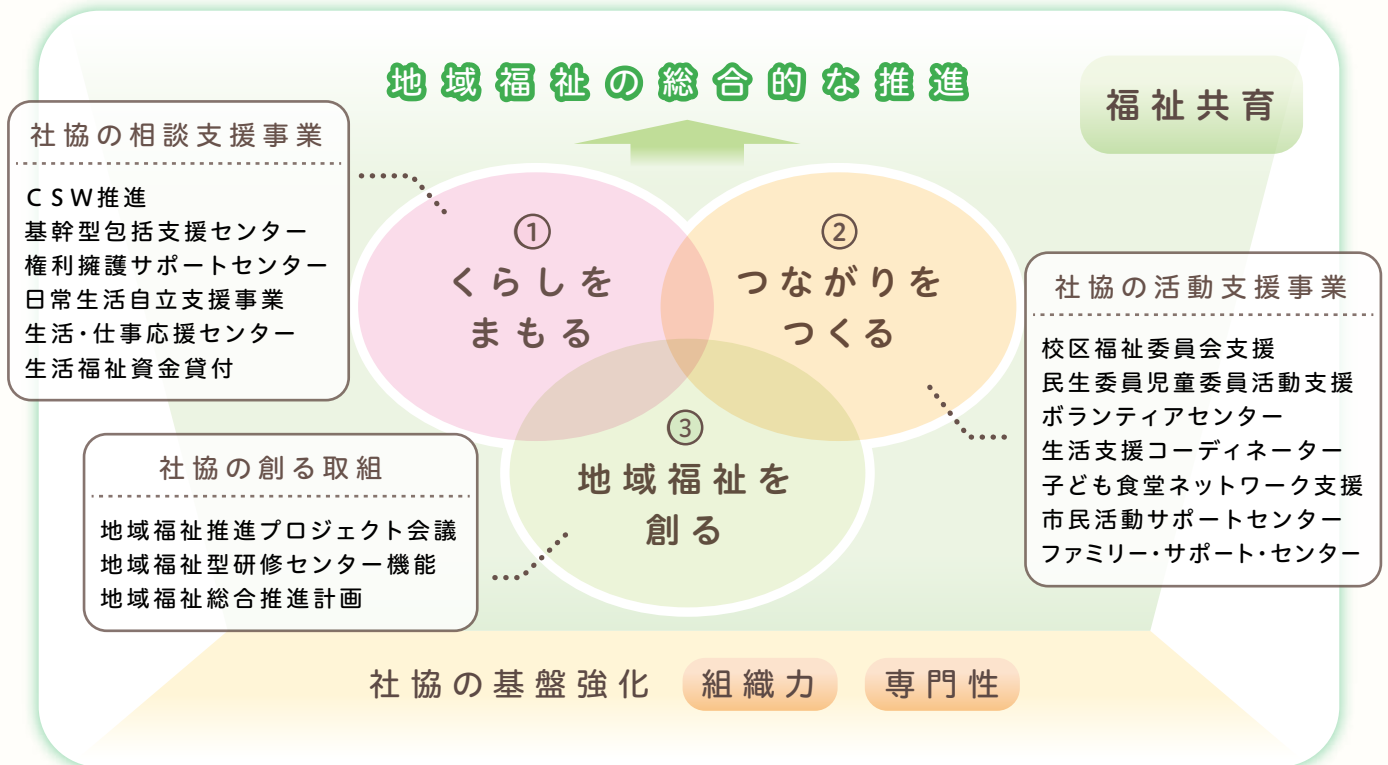 地域福祉の総合的な推進
福祉共育
社協の相談支援事業
CSW推進
基幹型包括支援センター
権利擁護サポートセンター
日常生活自立支援事業
生活・仕事応援センター
生活福祉資金貸付
①
くらしを
まもる
②
つながりを
つくる
社協の活動支援事業
校区福祉委員会支援
民生委員児童委員活動支援
ボランティアセンター
生活支援コーディネーター
子ども食堂ネットワーク支援
市民活動サポートセンター
ファミリー・サポート・センター
③
地域福祉を
創る
社協の創る取組
地域福祉推進プロジェクト会議
地域福祉型研修センター機能
地域福祉総合推進計画
社協の基盤強化 組織力 専門性